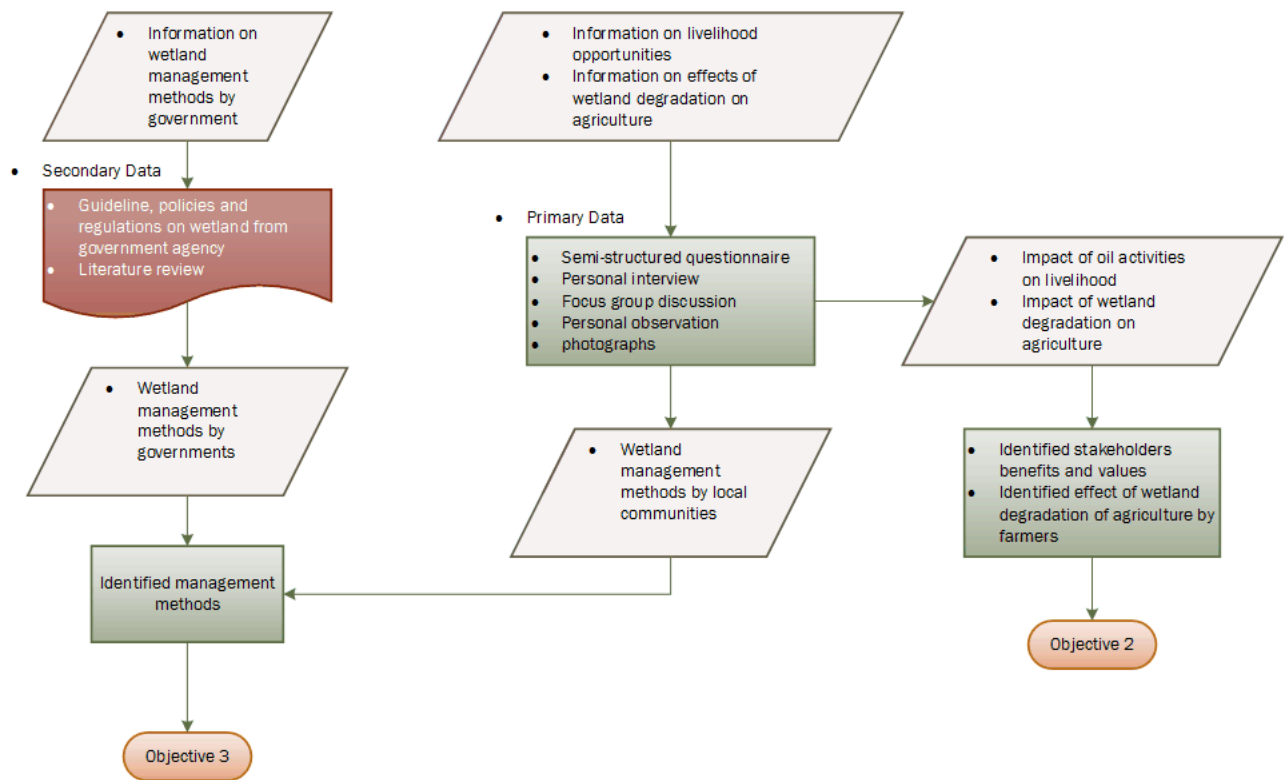 • Information on
wetland
management
methods by
government
• Information on livelihood
opportunities
• Information on effects of
wetland degradation on
agriculture
• Secondary Data
• Guideline, policies and
regulations on wetland from
government agency
• Literature review
• Primary Data
• Semi-structured questionnaire
• Personal interview
• Focus group discussion
• Personal observation
• photographs
• Impact of oil activities
on livelihood
• Impact of wetland
degradation on
agriculture
• Wetland
management
methods by
governments
• Wetland
management
methods by local
communities
• Identified stakeholders
benefits and values
• Identified effect of wetland
degradation of agriculture by
farmers
Identified management
methods
Objective 2
Objective 3